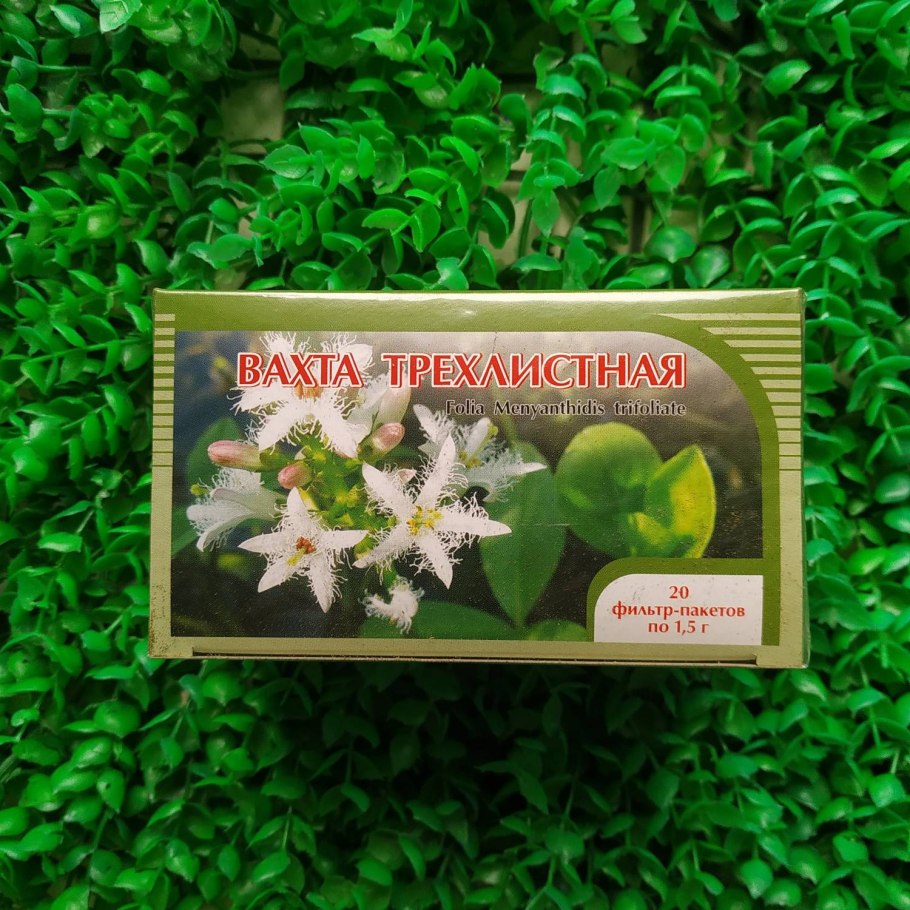 ВАХТА ТРЕХЛИСТНАЯ
Folia Menyanthidis trifoliate
20
фильтр-пакетов
по 1,5 г